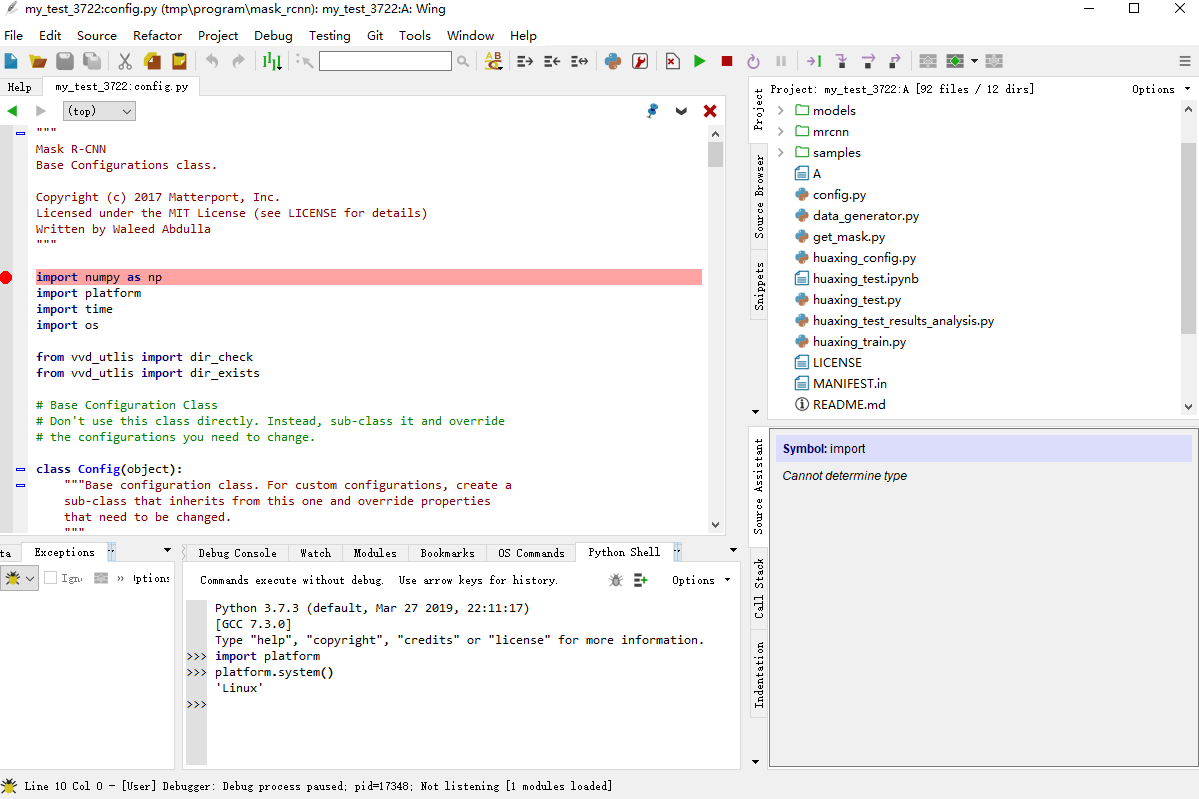 my_test_3722:config.py (tmp\program\mask_rcnn): my_test_3722:A: Wing
File Edit Source Refactor Project Debug Testing Git Tools Window Help
Help my_test_3722:config.py
(top)
"""
Mask R-CNN
Base Configurations class.
Copyright (c) 2017 Matterport, Inc.
Licensed under the MIT License (see LICENSE for details)
Written by Waleed Abdulla
"""
import numpy as np
import platform
import time
import os
from vvd_utlis import dir_check
from vvd_utlis import dir_exists
# Base Configuration Class
# Don't use this class directly. Instead, sub-class it and override
# the configurations you need to change.
class Config(object):
"""Base configuration class. For custom configurations, create a
sub-class that inherits from this one and override properties
that need to be changed.
"""
Project
Source Browser
Snippets
Project: my_test_3722:A [92 files / 12 dirs] Options
models
mrcnn
samples
A
config.py
data_generator.py
get_mask.py
huaxing_config.py
huaxing_test.ipynb
huaxing_test.py
huaxing_test_results_analysis.py
huaxing_train.py
LICENSE
MANIFEST.in
README.md
Source Assistant
Call Stack
Indentation
Symbol: import
Cannot determine type
ta Exceptions
Igno ptions
Debug Console Watch Modules Bookmarks OS Commands Python Shell
Commands execute without debug. Use arrow keys for history. Options
Python 3.7.3 (default, Mar 27 2019, 22:11:17)
[GCC 7.3.0]
Type "help", "copyright", "credits" or "license" for more information.
>>> import platform
>>> platform.system()
'Linux'
>>>
Line 10 Col 0 - [User] Debugger: Debug process paused; pid=17348; Not listening [1 modules loaded]